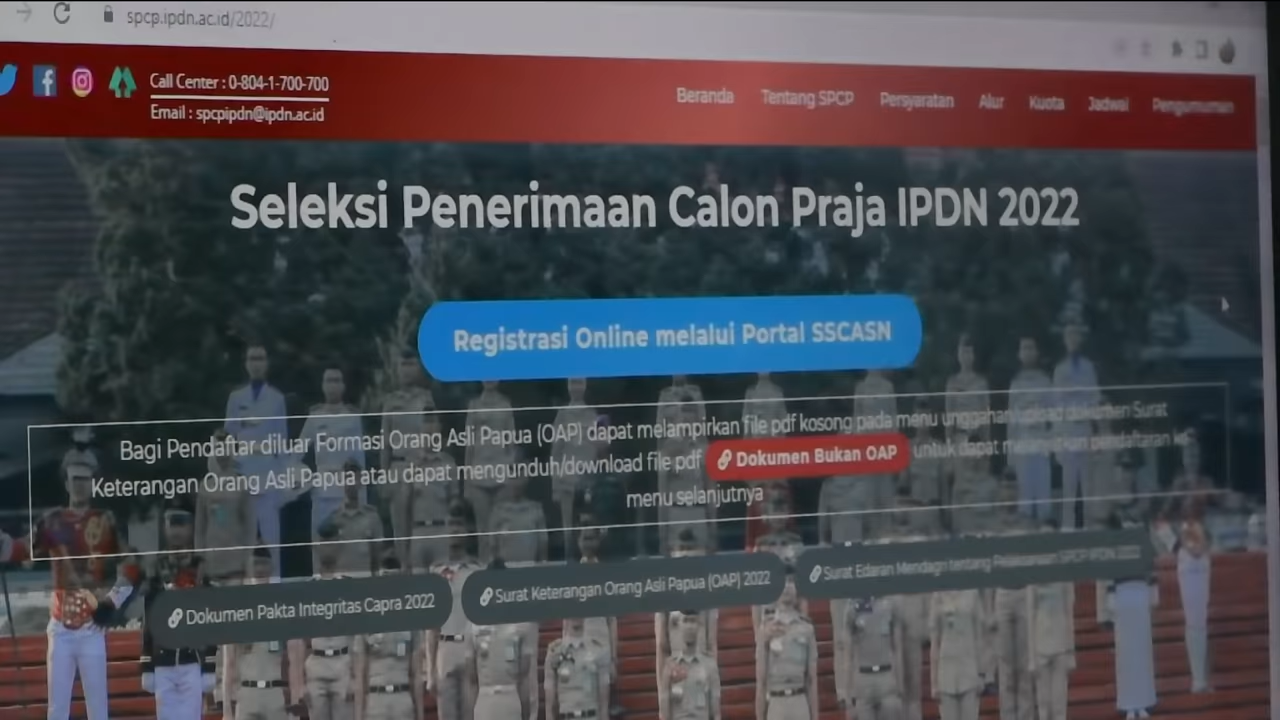 spcp.ipdn.ac.id/2022/
Call Center : 0-804-1-700-700
Email : spcpipdn@ipdn.ac.id
Beranda Tentang SPCP Persyaratan Alur Kuota Jadwal Pengumuman
Seleksi Penerimaan Calon Praja IPDN 2022
Registrasi Online melalui Portal SSCASN
Bagi Pendaftar diluar Formasi Orang Asli Papua (OAP) dapat melampirkan file pdf kosong pada menu unggahan/upload dokumen Surat
Keterangan Orang Asli Papua atau dapat mengunduh/download file pdf Dokumen Bukan OAP untuk dapat pendaftaran ke
menu selanjutnya
Dokumen Pakta Integritas Capra 2022
Surat Keterangan Orang Asli Papua (OAP) 2022
Surat Edaran Mendagri tentang Pelaksanaan SPCP IPDN 2022